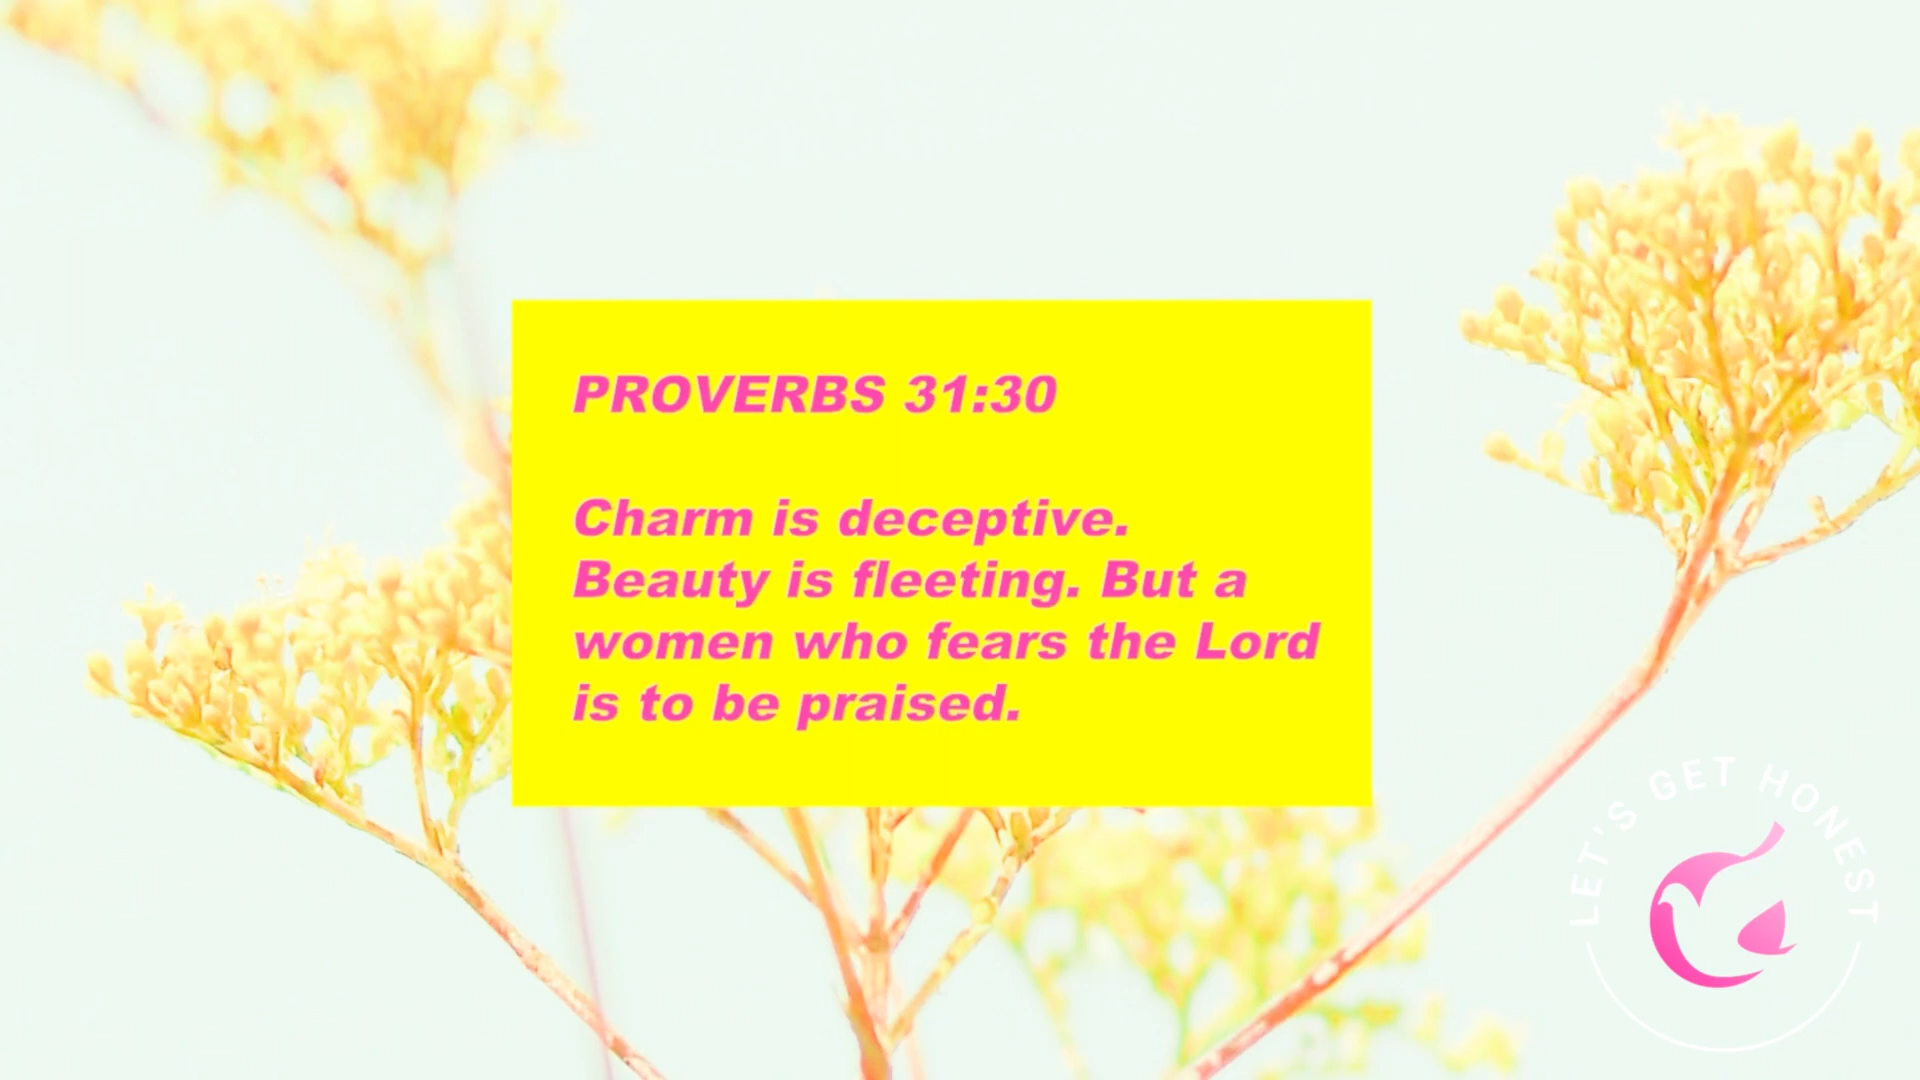 PROVERBS 31:30
Charm is deceptive.
Beauty is fleeting. But a
women who fears the Lord
is to be praised.
LET'S GET HONEST